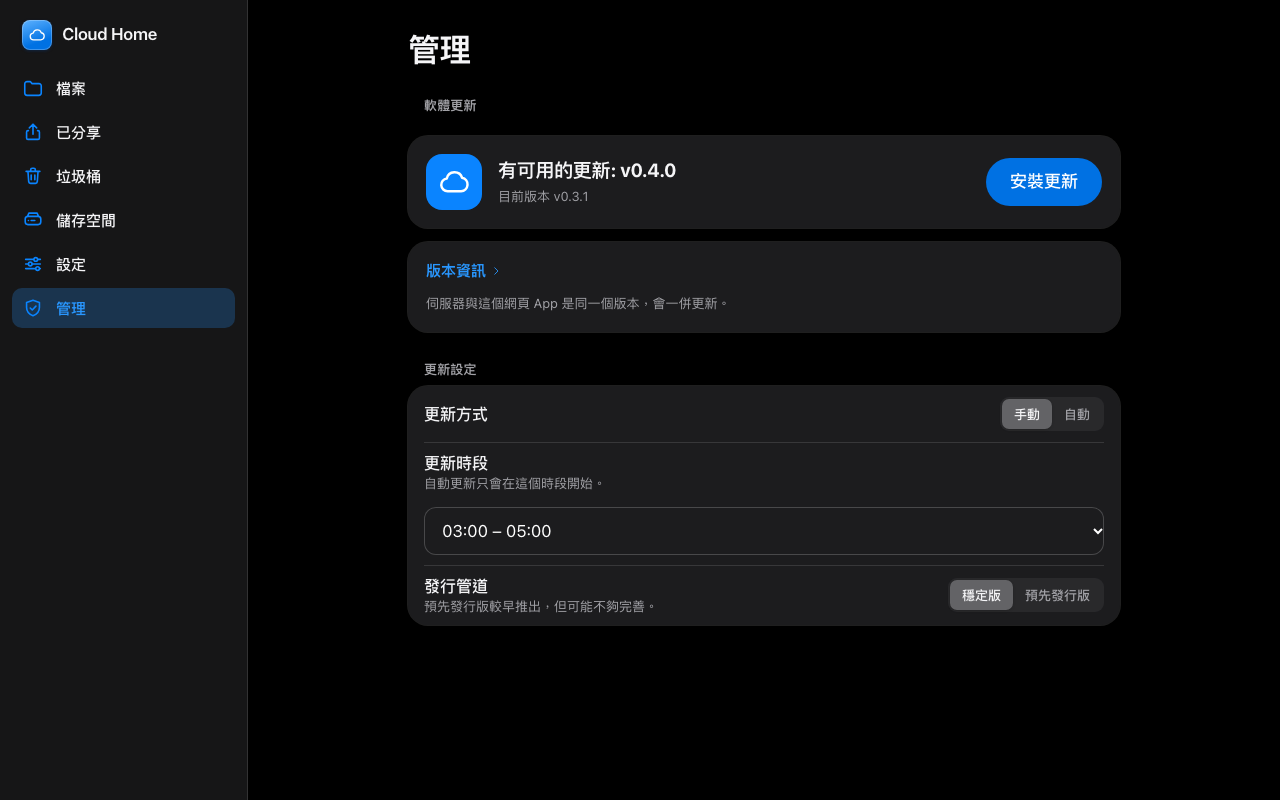 Cloud Home
檔案
已分享
垃圾桶
儲存空間
設定
管理
管理
軟體更新
有可用的更新: v0.4.0
目前版本 v0.3.1
安裝更新
版本資訊
伺服器與這個網頁 App 是同一個版本，會一併更新。
更新設定
更新方式
手動
自動
更新時段
自動更新只會在這個時段開始。
03:00 – 05:00
發行管道
預先發行版較早推出，但可能不夠完善。
穩定版
預先發行版